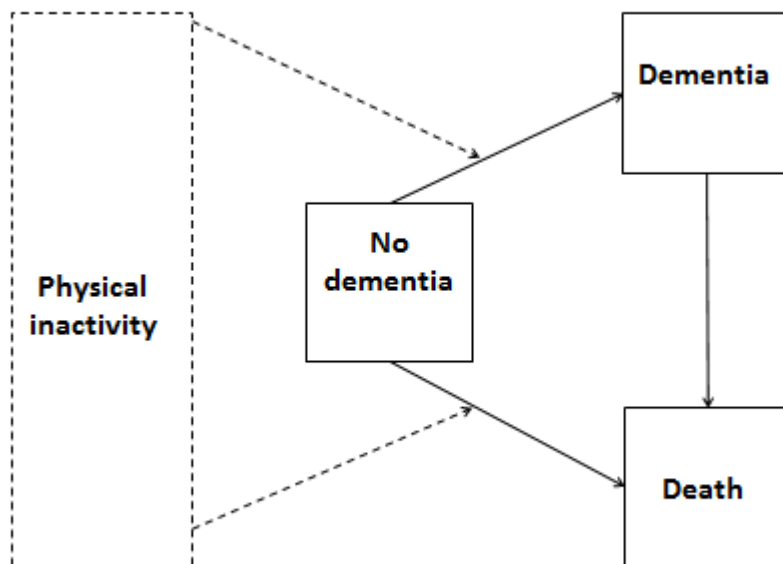 Dementia
No
dementia
Physical
inactivity
Death